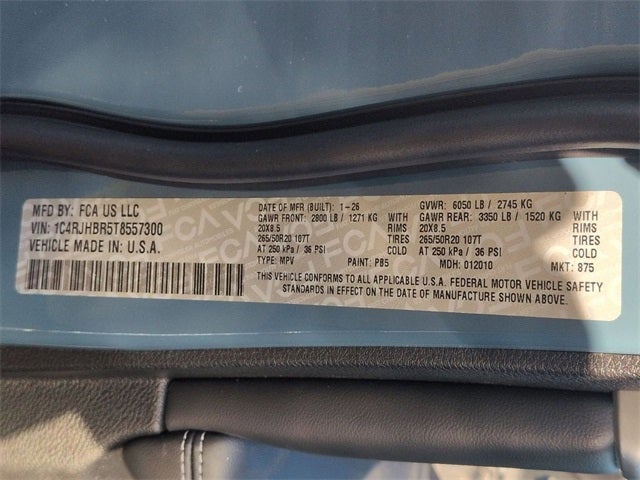 MFD BY: FCA US LLC
VIN: 1C4RJHBR5T8557300
VEHICLE MADE IN U.S.A.
DATE OF MFR (BUILT): 1-26 GVWR: 6050 LB / 2745 KG
GAWR FRONT: 2800 LB / 1271 KG WITH GAWR REAR: 3350 LB / 1520 KG WITH
20X8.5 RIMS 20X8.5 RIMS
265/50R20 107T TIRES 265/50R20 107T TIRES
AT 250 kPa / 36 PSI COLD AT 250 kPa / 36 PSI COLD
TYPE: MPV PAINT: PB5 MDH: 012010 MKT: 875
THIS VEHICLE CONFORMS TO ALL APPLICABLE U.S.A. FEDERAL MOTOR VEHICLE SAFETY
STANDARDS IN EFFECT ON THE DATE OF MANUFACTURE SHOWN ABOVE.